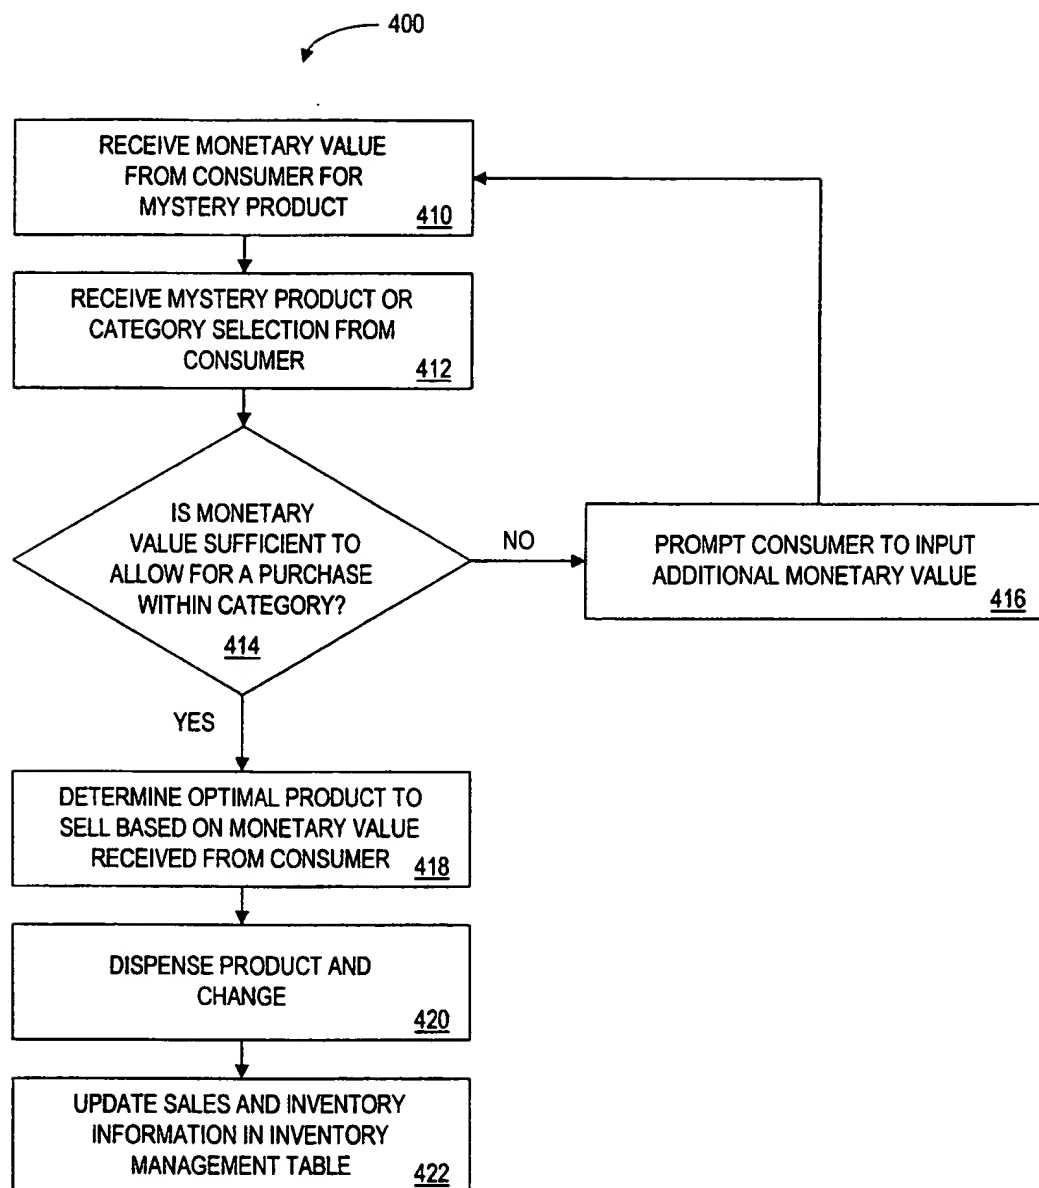 400
RECEIVE MONETARY VALUE
FROM CONSUMER FOR
MYSTERY PRODUCT
410
RECEIVE MYSTERY PRODUCT OR
CATEGORY SELECTION FROM
CONSUMER
412
IS MONETARY
VALUE SUFFICIENT TO
ALLOW FOR A PURCHASE
WITHIN CATEGORY?
414
NO
PROMPT CONSUMER TO INPUT
ADDITIONAL MONETARY VALUE
416
YES
DETERMINE OPTIMAL PRODUCT TO
SELL BASED ON MONETARY VALUE
RECEIVED FROM CONSUMER
418
DISPENSE PRODUCT AND
CHANGE
420
UPDATE SALES AND INVENTORY
INFORMATION IN INVENTORY
MANAGEMENT TABLE
422